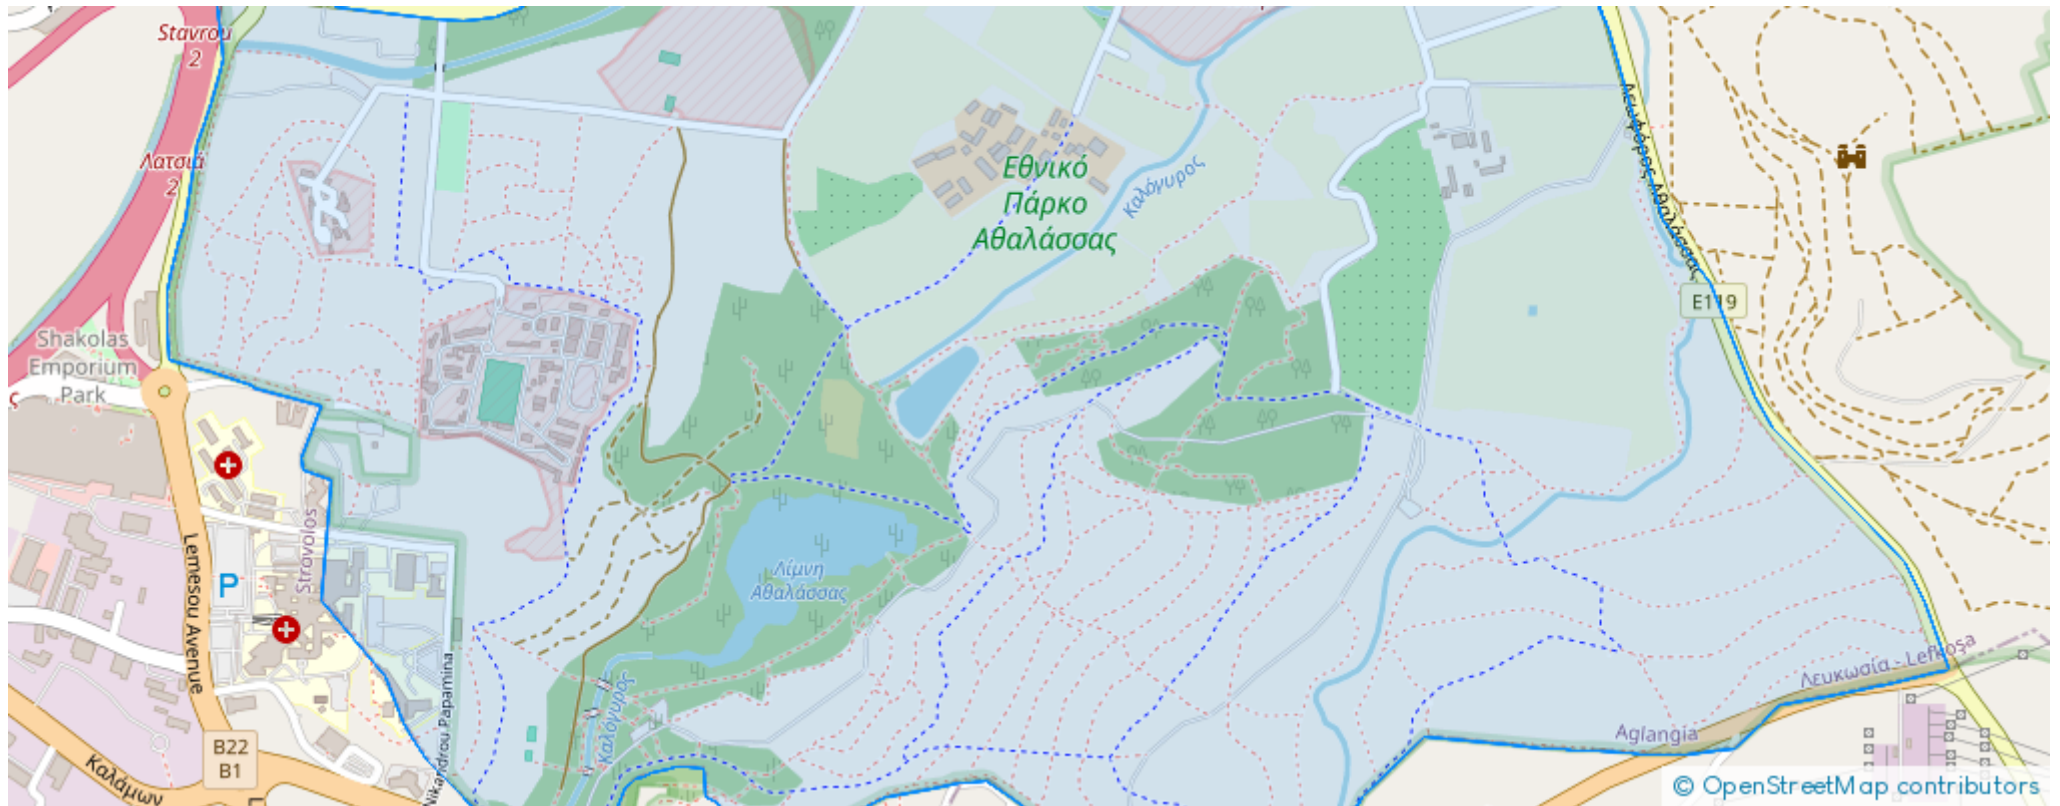 Stavrou
2
Λατσιά
2
Εθνικό
Πάρκο
Αθαλάσσας
Καλόγυρος
Λεωφόρος Αθαλάσσας
E119
Shakolas
Emporium
Park
Strovolos
P
Lemesou Avenue
Λίμνη
Αθαλάσσας
Nikandrou Papamina
Καλόγυρος
Λευκωσία - Lefkoşa
Aglangia
B22
B1
Καλάμων
© OpenStreetMap contributors